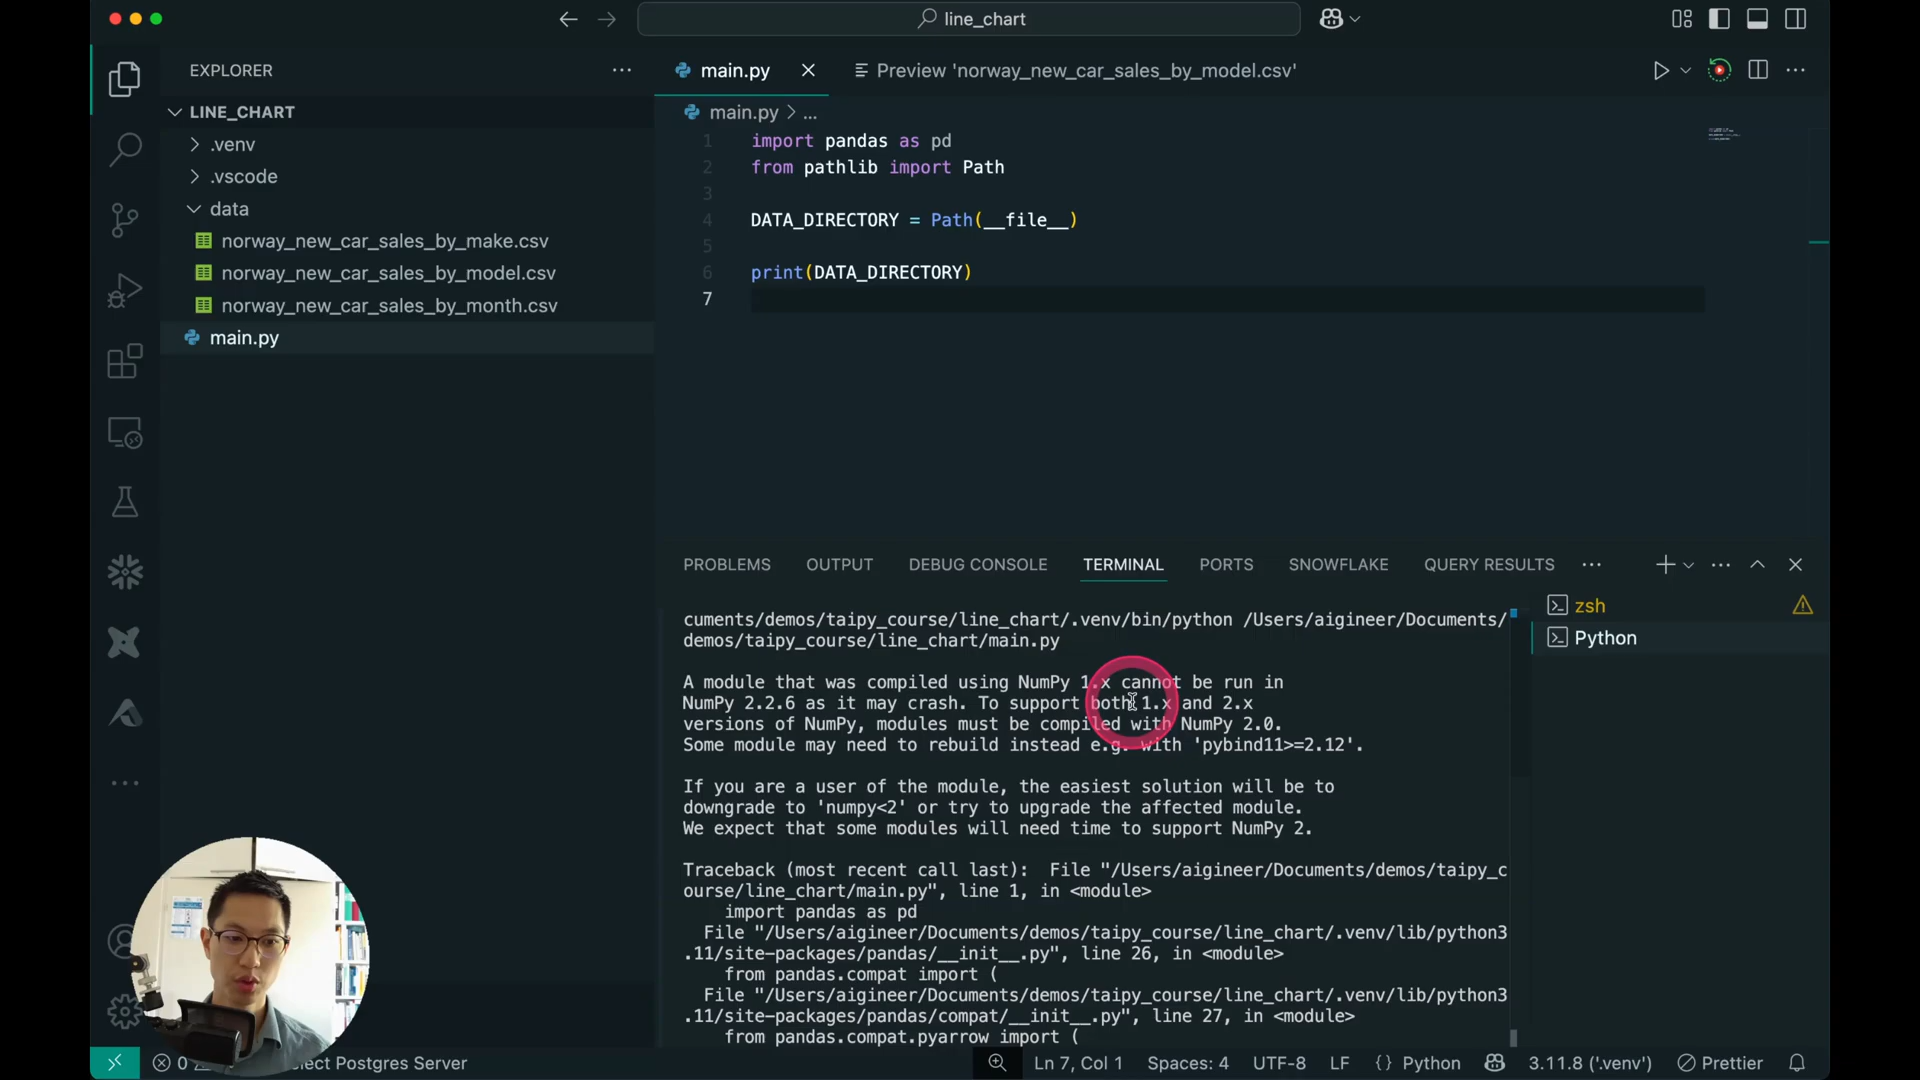 line_chart
EXPLORER
LINE_CHART
.venv
.vscode
data
norway_new_car_sales_by_make.csv
norway_new_car_sales_by_model.csv
norway_new_car_sales_by_month.csv
main.py
main.py
Preview 'norway_new_car_sales_by_model.csv'
main.py > ...
1 import pandas as pd
2 from pathlib import Path
3
4 DATA_DIRECTORY = Path(__file__)
5
6 print(DATA_DIRECTORY)
7
PROBLEMS OUTPUT DEBUG CONSOLE TERMINAL PORTS SNOWFLAKE QUERY RESULTS
cuments/demos/taipy_course/line_chart/.venv/bin/python /Users/aigineer/Documents/
demos/taipy_course/line_chart/main.py
A module that was compiled using NumPy 1.x cannot be run in
NumPy 2.2.6 as it may crash. To support both 1.x and 2.x
versions of NumPy, modules must be compiled with NumPy 2.0.
Some module may need to rebuild instead e.g. with 'pybind11>=2.12'.
If you are a user of the module, the easiest solution will be to
downgrade to 'numpy<2' or try to upgrade the affected module.
We expect that some modules will need time to support NumPy 2.
Traceback (most recent call last): File "/Users/aigineer/Documents/demos/taipy_c
ourse/line_chart/main.py", line 1, in <module>
import pandas as pd
File "/Users/aigineer/Documents/demos/taipy_course/line_chart/.venv/lib/python3
.11/site-packages/pandas/__init__.py", line 26, in <module>
from pandas.compat import (
File "/Users/aigineer/Documents/demos/taipy_course/line_chart/.venv/lib/python3
.11/site-packages/pandas/compat/__init__.py", line 27, in <module>
from pandas.compat.pyarrow import (
zsh
Python
0
lect Postgres Server
Ln 7, Col 1 Spaces: 4 UTF-8 LF {} Python 3.11.8 ('.venv') Prettier